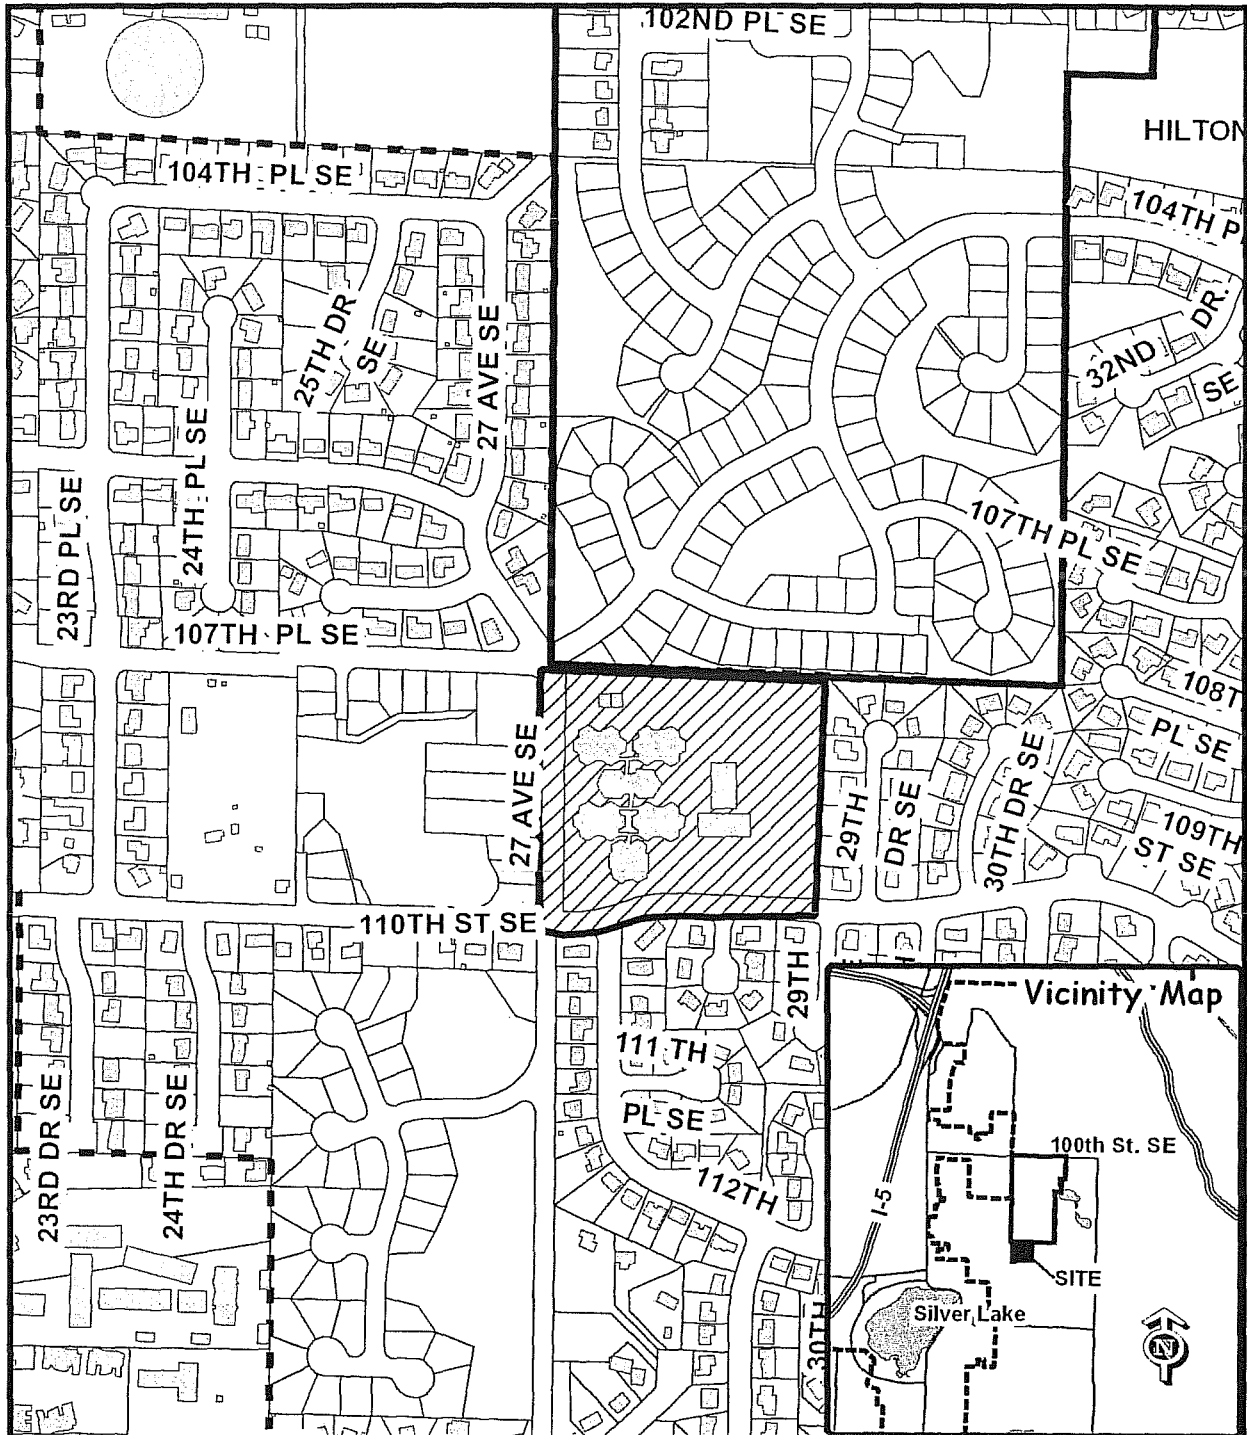 102ND PL SE
HILTON
104TH PL SE
104TH P
25TH DR
SE
27 AVE SE
32ND
DR.
SE
24TH PL SE
23RD PL SE
107TH PL SE
107TH PL SE
108T
PL SE
109TH
ST SE
27 AVE SE
29TH
DR SE
30TH DR SE
110TH ST SE
29TH
111 TH
PL SE
112TH
30TH
23RD DR SE
24TH DR SE
Vicinity Map
100th St. SE
I-5
SITE
Silver Lake
N